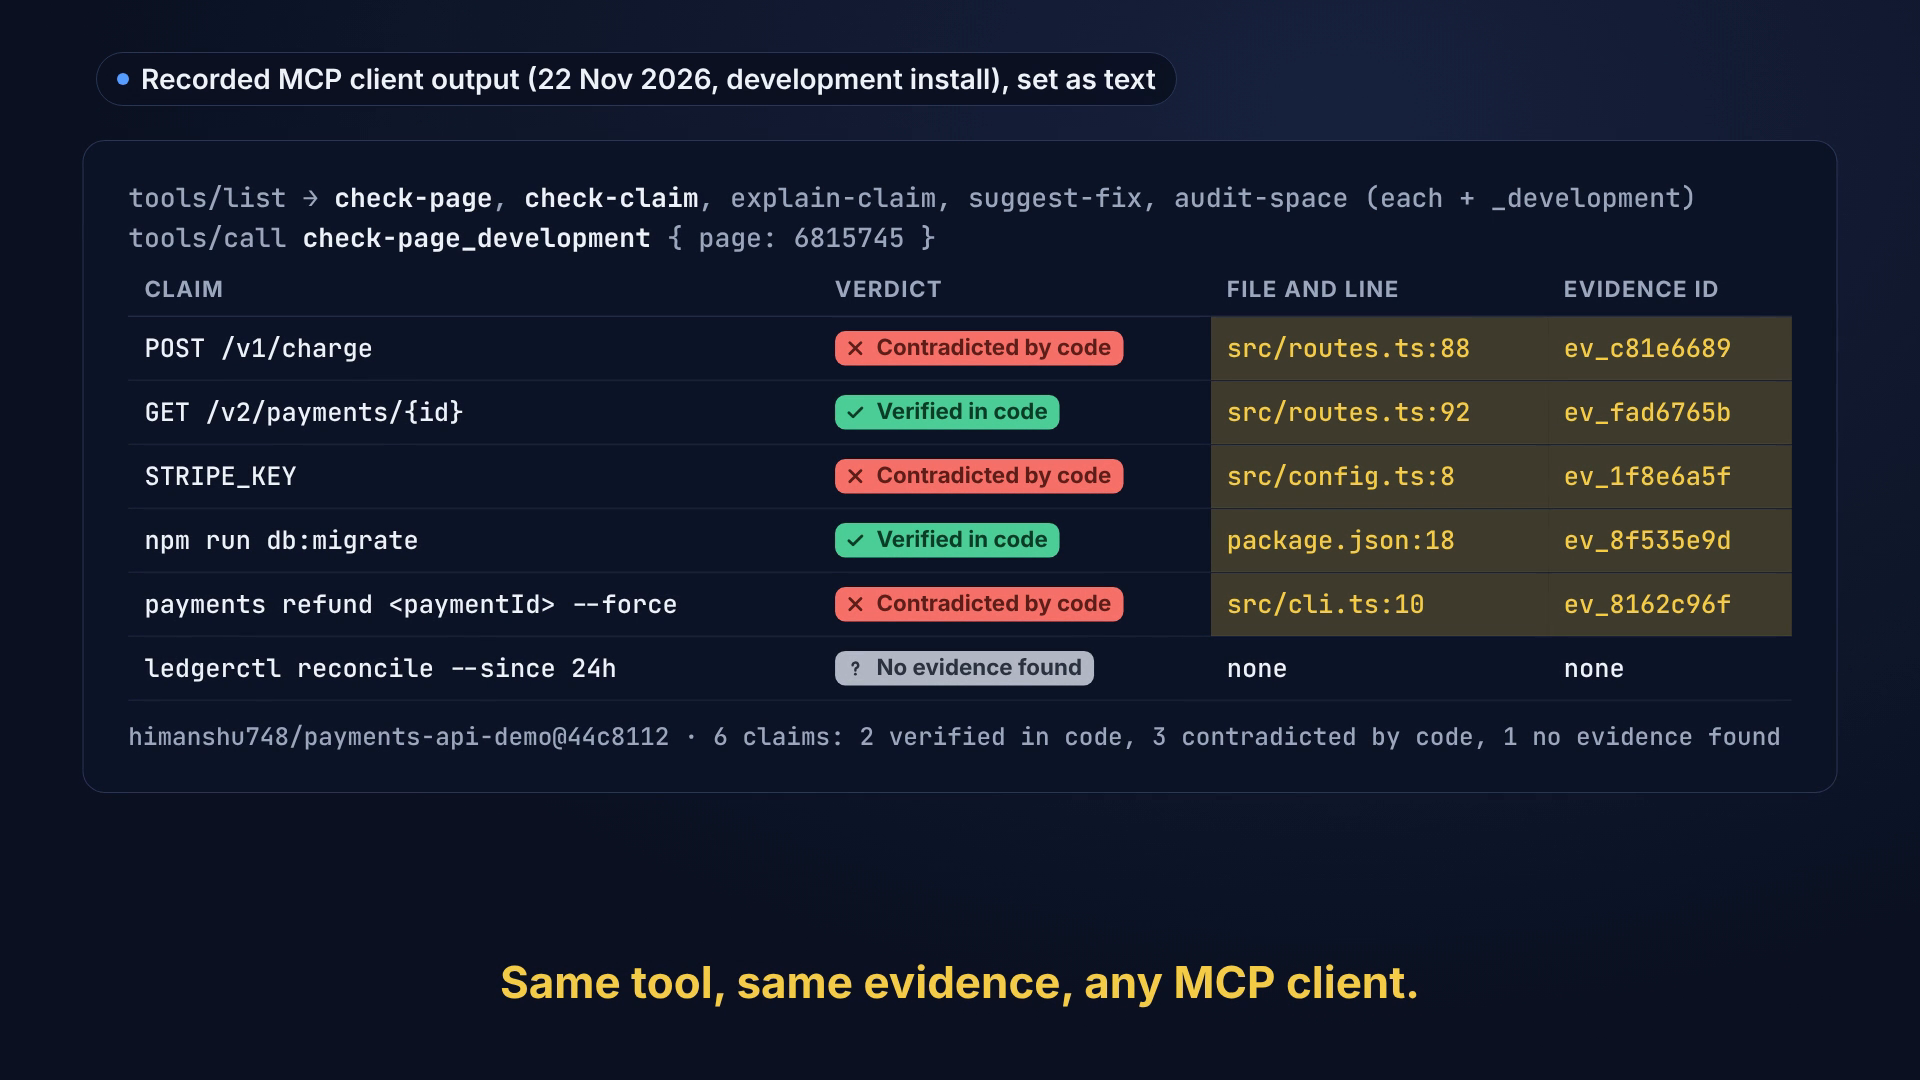 Recorded MCP client output (22 Nov 2026, development install), set as text
tools/list → check-page, check-claim, explain-claim, suggest-fix, audit-space (each + _development)
tools/call check-page_development { page: 6815745 }
CLAIM VERDICT FILE AND LINE EVIDENCE ID
POST /v1/charge × Contradicted by code src/routes.ts:88 ev_c81e6689
GET /v2/payments/{id} ✓ Verified in code src/routes.ts:92 ev_fad6765b
STRIPE_KEY × Contradicted by code src/config.ts:8 ev_1f8e6a5f
npm run db:migrate ✓ Verified in code package.json:18 ev_8f535e9d
payments refund <paymentId> --force × Contradicted by code src/cli.ts:10 ev_8162c96f
ledgerctl reconcile --since 24h ? No evidence found none none
himanshu748/payments-api-demo@44c8112 · 6 claims: 2 verified in code, 3 contradicted by code, 1 no evidence found
Same tool, same evidence, any MCP client.